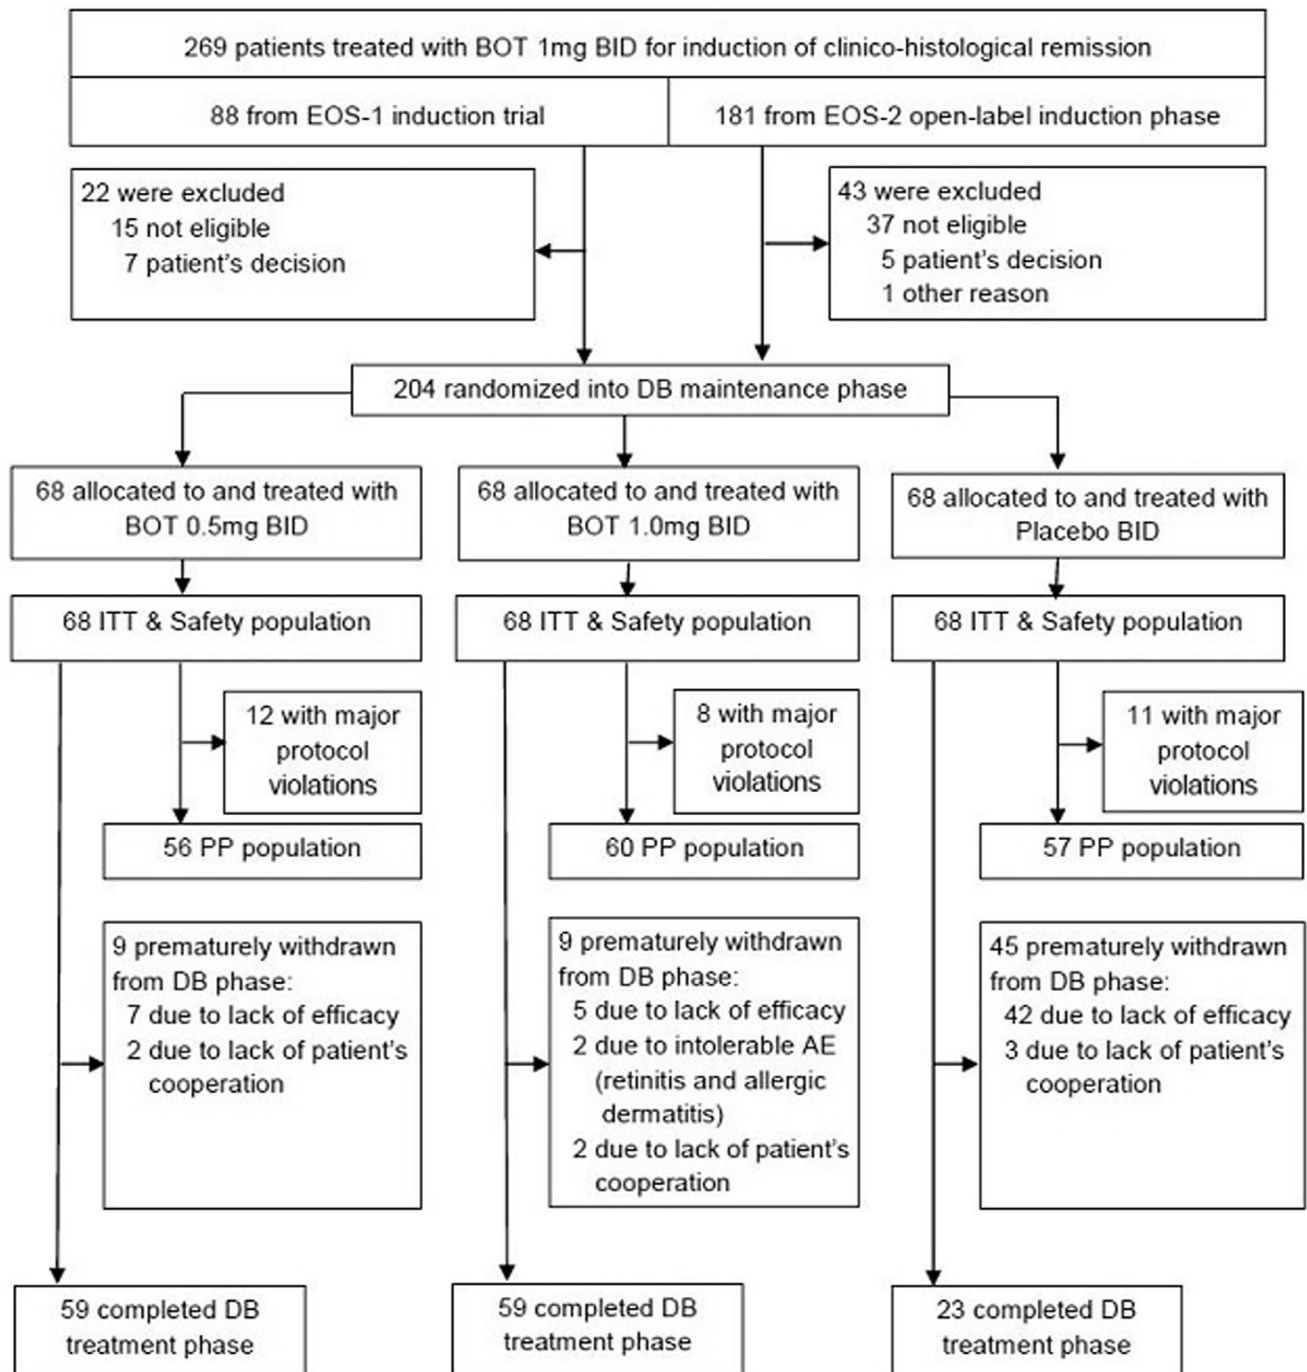 269 patients treated with BOT 1mg BID for induction of clinico-histological remission
88 from EOS-1 induction trial
181 from EOS-2 open-label induction phase
22 were excluded
15 not eligible
7 patient's decision
43 were excluded
37 not eligible
5 patient's decision
1 other reason
204 randomized into DB maintenance phase
68 allocated to and treated with
BOT 0.5mg BID
68 allocated to and treated with
BOT 1.0mg BID
68 allocated to and treated with
Placebo BID
68 ITT & Safety population
68 ITT & Safety population
68 ITT & Safety population
12 with major
protocol
violations
8 with major
protocol
violations
11 with major
protocol
violations
56 PP population
60 PP population
57 PP population
9 prematurely withdrawn
from DB phase:
7 due to lack of efficacy
2 due to lack of patient's
cooperation
9 prematurely withdrawn
from DB phase:
5 due to lack of efficacy
2 due to intolerable AE
(retinitis and allergic
dermatitis)
2 due to lack of patient's
cooperation
45 prematurely withdrawn
from DB phase:
42 due to lack of efficacy
3 due to lack of patient's
cooperation
59 completed DB
treatment phase
59 completed DB
treatment phase
23 completed DB
treatment phase